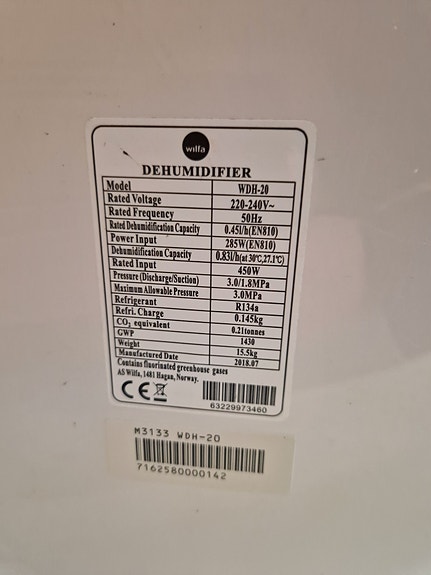 wilfa
DEHUMIDIFIER
Model WDH-20
Rated Voltage 220-240V~
Rated Frequency 50Hz
Rated Dehumidification Capacity 0.45l/h(EN810)
Power Input 285W(EN810)
Dehumidification Capacity 0.83l/h(at 30℃,27.1℃)
Rated Input 450W
Pressure (Discharge/Suction) 3.0/1.8MPa
Maximum Allowable Pressure 3.0MPa
Refrigerant R134a
Refri. Charge 0.145kg
CO₂ equivalent 0.21tonnes
GWP 1430
Weight 15.5kg
Manufactured Date 2018.07
Contains fluorinated greenhouse gases
AS Wilfa, 1481 Hagan, Norway.
CE
63229973460
M3133 WDH-20
7162580000142